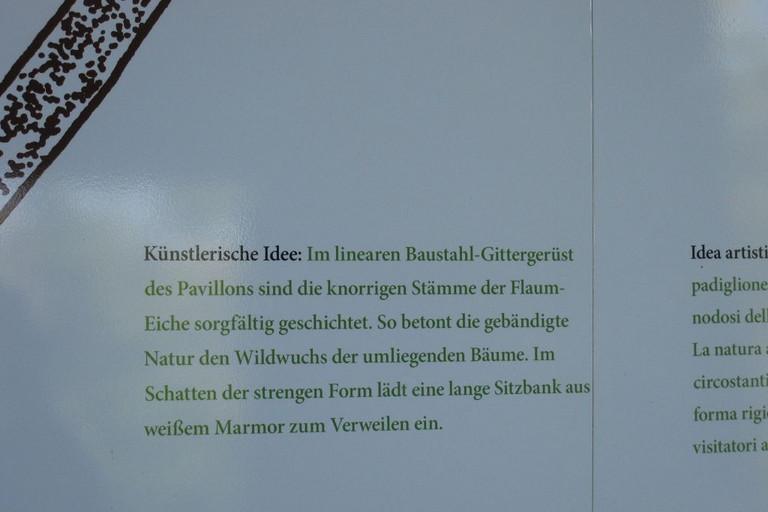 Künstlerische Idee: Im linearen Baustahl-Gittergerüst
des Pavillons sind die knorrigen Stämme der Flaum-
Eiche sorgfältig geschichtet. So betont die gebändigte
Natur den Wildwuchs der umliegenden Bäume. Im
Schatten der strengen Form lädt eine lange Sitzbank aus
weißem Marmor zum Verweilen ein.
Idea artisti
padiglione
nodosi dell
La natura a
circostanti
forma rigi
visitatori a